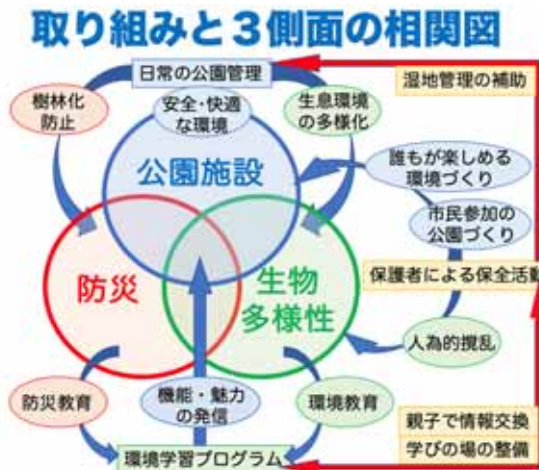 取り組みと３側面の相関図
日常の公園管理
湿地管理の補助
樹林化
防止
安全・快適
な環境
生息環境
の多様化
公園施設
誰もが楽しめる
環境づくり
市民参加の
公園づくり
防災
生物
多様性
保護者による保全活動
人為的撹乱
防災教育
機能・魅力
の発信
環境教育
親子で情報交換
学びの場の整備
環境学習プログラム